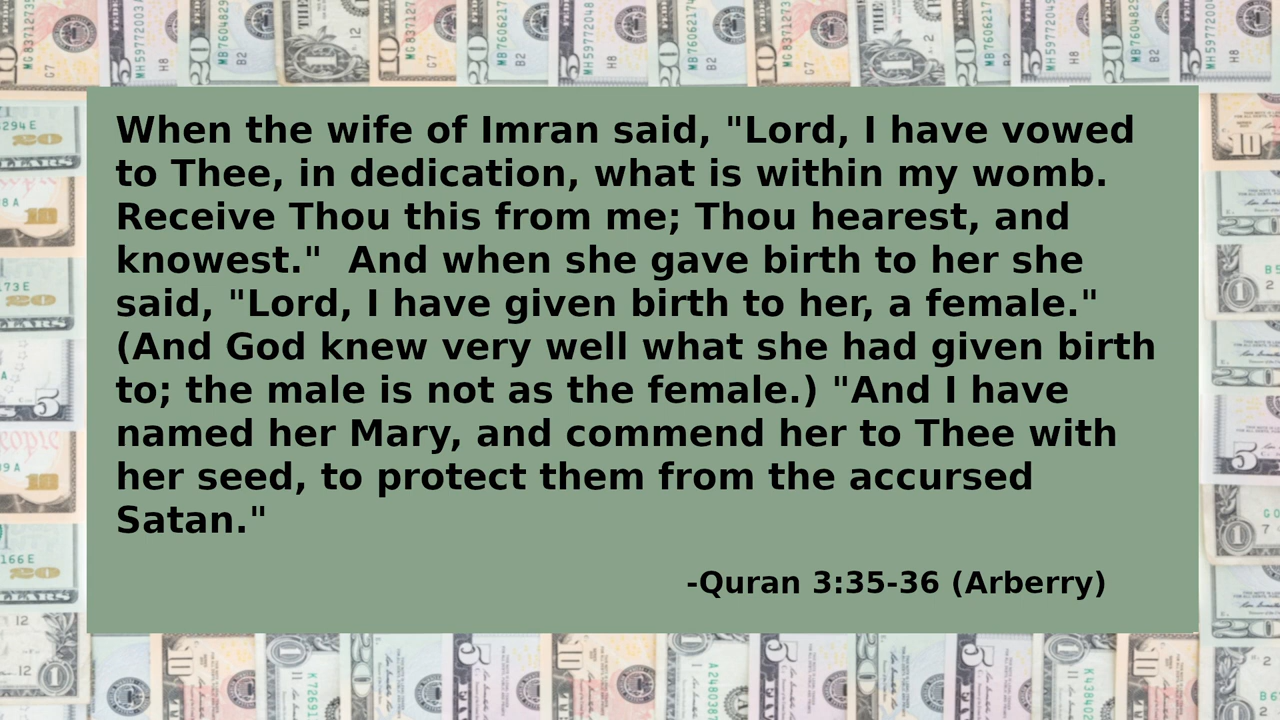 When the wife of Imran said, "Lord, I have vowed
to Thee, in dedication, what is within my womb.
Receive Thou this from me; Thou hearest, and
knowest."  And when she gave birth to her she
said, "Lord, I have given birth to her, a female."
(And God knew very well what she had given birth
to; the male is not as the female.) "And I have
named her Mary, and commend her to Thee with
her seed, to protect them from the accursed
Satan."
-Quran 3:35-36 (Arberry)